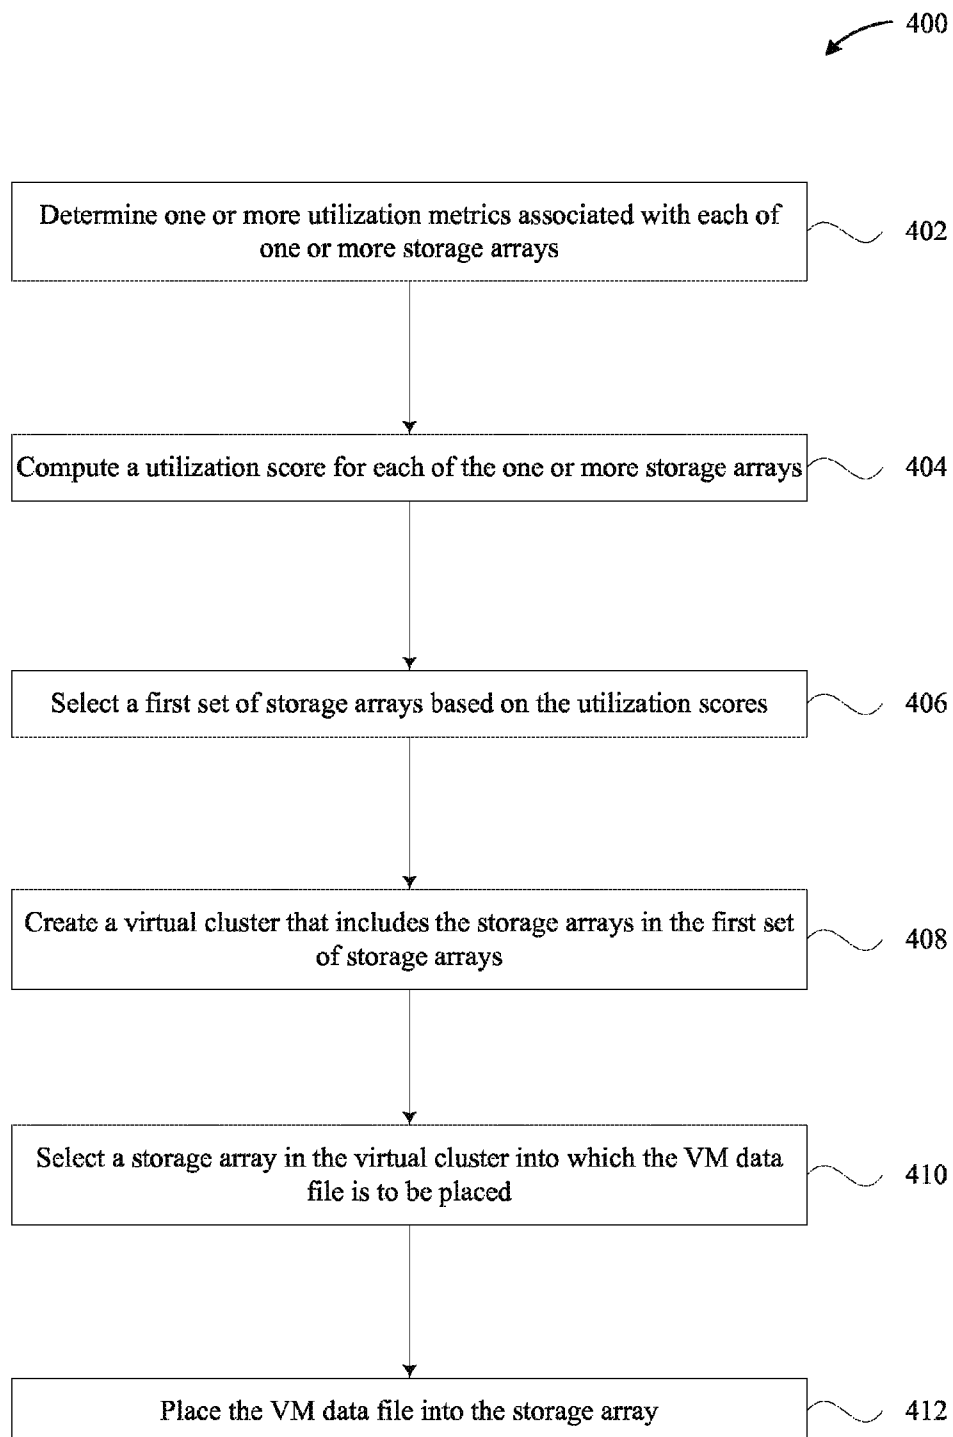 400
Determine one or more utilization metrics associated with each of
one or more storage arrays
402
Compute a utilization score for each of the one or more storage arrays
404
Select a first set of storage arrays based on the utilization scores
406
Create a virtual cluster that includes the storage arrays in the first set
of storage arrays
408
Select a storage array in the virtual cluster into which the VM data
file is to be placed
410
Place the VM data file into the storage array
412